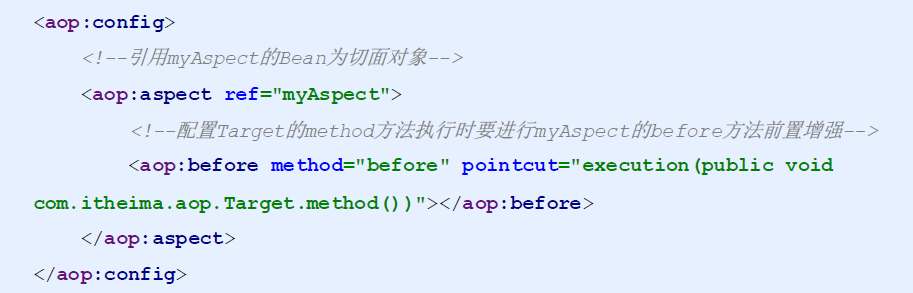 <aop:config>
<!--引用myAspect的Bean为切面对象-->
<aop:aspect ref="myAspect">
<!--配置Target的method方法执行时要进行myAspect的before方法前置增强-->
<aop:before method="before" pointcut="execution(public void
com.itheima.aop.Target.method())"></aop:before>
</aop:aspect>
</aop:config>